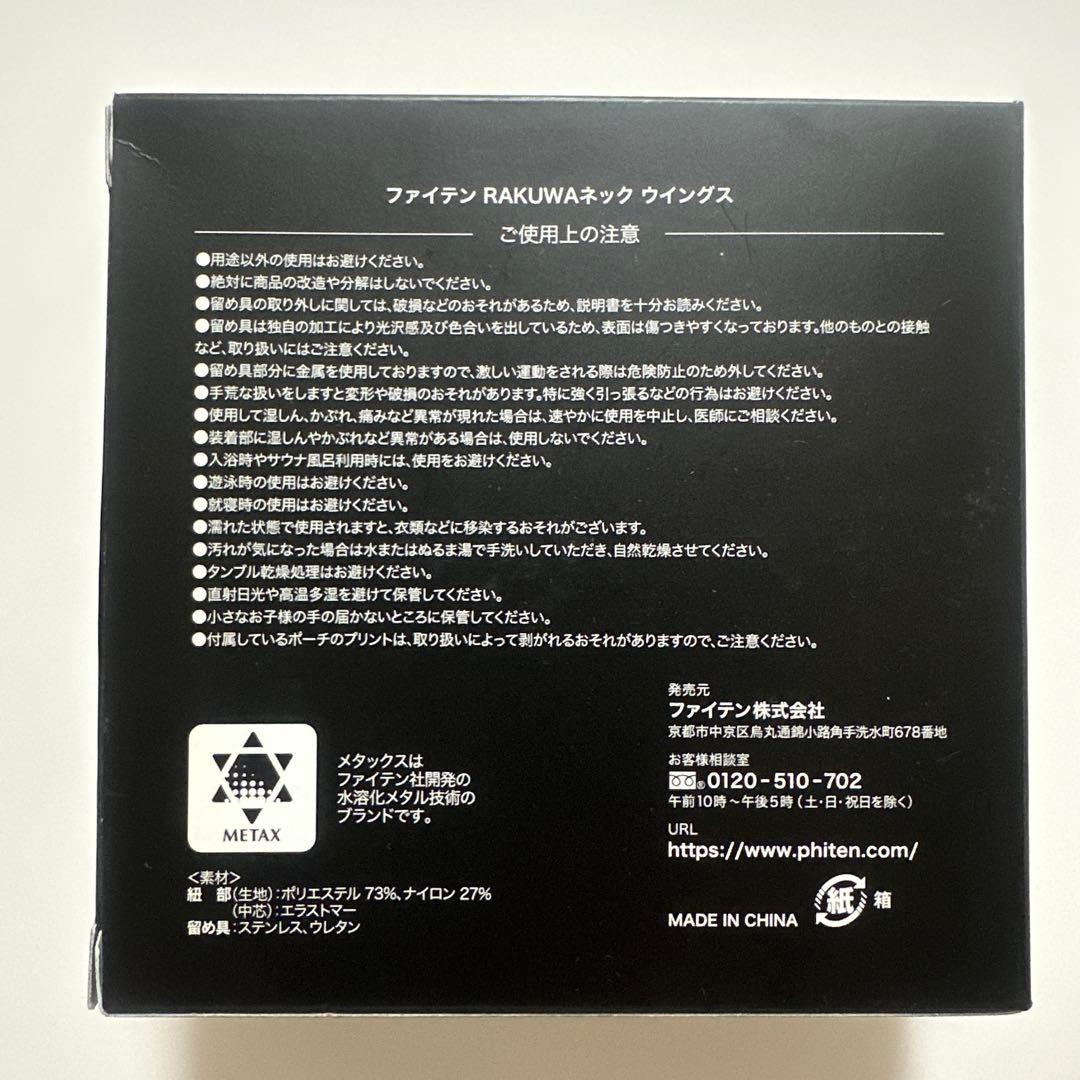 ファイテン RAKUWAネック ウイングス
ご使用上の注意
●用途以外の使用はお避けください。
●絶対に商品の改造や分解はしないでください。
●留め具の取り外しに関しては、破損などのおそれがあるため、説明書を十分お読みください。
●留め具は独自の加工により光沢感及び色合いを出しているため、表面は傷つきやすくなっております。他のものとの接触
など、取り扱いにはご注意ください。
●留め具部分に金属を使用しておりますので、激しい運動をされる際は危険防止のため外してください。
●手荒な扱いをしますと変形や破損のおそれがあります。特に強く引っ張るなどの行為はお避けください。
●使用して湿しん、かぶれ、痛みなど異常が現れた場合は、速やかに使用を中止し、医師にご相談ください。
●装着部に湿しんやかぶれなど異常がある場合は、使用しないでください。
●入浴時やサウナ風呂利用時には、使用をお避けください。
●遊泳時の使用はお避けください。
●就寝時の使用はお避けください。
●濡れた状態で使用されますと、衣類などに移染するおそれがございます。
●汚れが気になった場合は水またはぬるま湯で手洗いしていただき、自然乾燥させてください。
●タンブル乾燥処理はお避けください。
●直射日光や高温多湿を避けて保管してください。
●小さなお子様の手の届かないところに保管してください。
●付属しているポーチのプリントは、取り扱いによって剥がれるおそれがありますので、ご注意ください。
METAX
メタックスは
ファイテン社開発の
水溶化メタル技術の
ブランドです。
<素材>
紐 部(生地):ポリエステル 73%、ナイロン 27%
(中芯):エラストマー
留め具:ステンレス、ウレタン
発売元
ファイテン株式会社
京都市中京区烏丸通錦小路角手洗水町678番地
お客様相談室
®0120-510-702
午前10時~午後5時(土・日・祝日を除く)
URL
https://www.phiten.com/
MADE IN CHINA
紙 箱